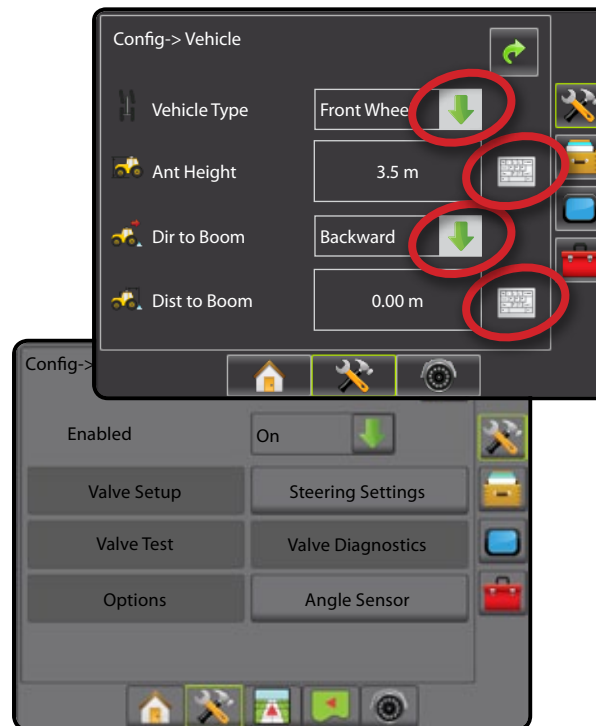 Config-> Vehicle
Vehicle Type Front Whee
Ant Height 3.5 m
Dir to Boom Backward
Dist to Boom 0.00 m
Config->
Enabled On
Valve Setup Steering Settings
Valve Test Valve Diagnostics
Options Angle Sensor